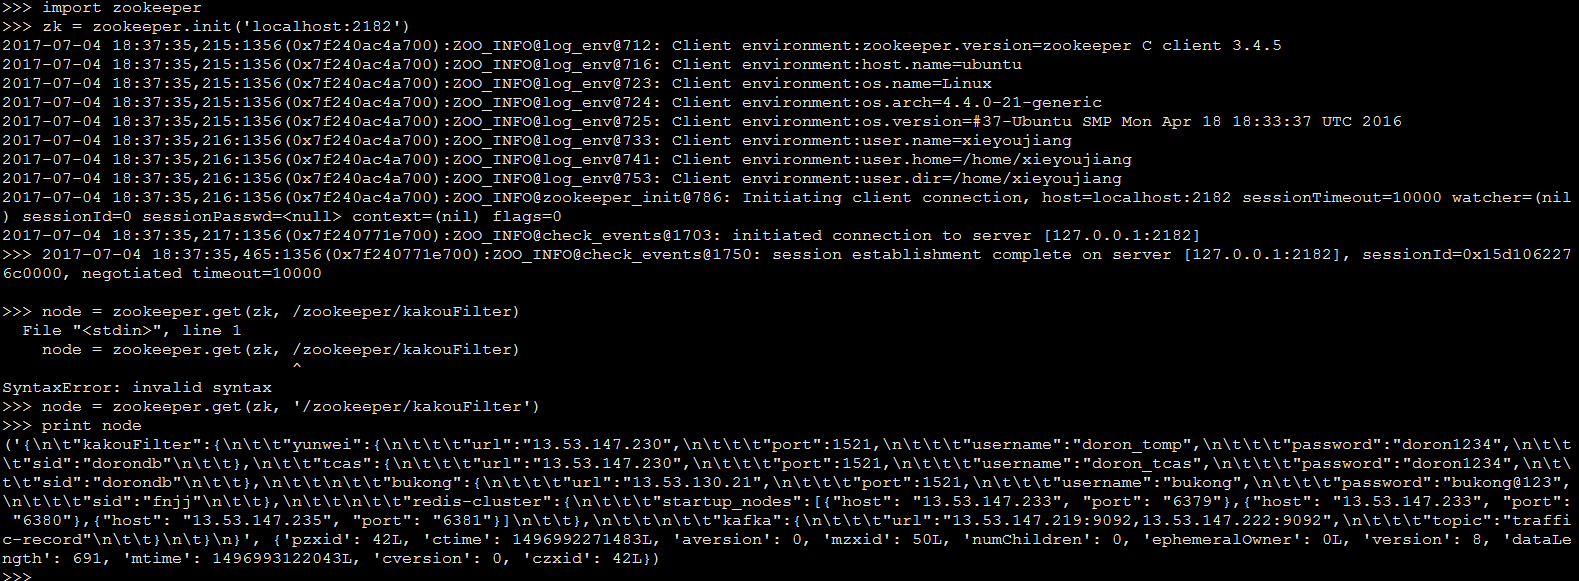 >>> import zookeeper
>>> zk = zookeeper.init('localhost:2182')
2017-07-04 18:37:35,215:1356(0x7f240ac4a700):ZOO_INFO@log_env@712: Client environment:zookeeper.version=zookeeper C client 3.4.5
2017-07-04 18:37:35,215:1356(0x7f240ac4a700):ZOO_INFO@log_env@716: Client environment:host.name=ubuntu
2017-07-04 18:37:35,215:1356(0x7f240ac4a700):ZOO_INFO@log_env@723: Client environment:os.name=Linux
2017-07-04 18:37:35,215:1356(0x7f240ac4a700):ZOO_INFO@log_env@724: Client environment:os.arch=4.4.0-21-generic
2017-07-04 18:37:35,215:1356(0x7f240ac4a700):ZOO_INFO@log_env@725: Client environment:os.version=#37-Ubuntu SMP Mon Apr 18 18:33:37 UTC 2016
2017-07-04 18:37:35,216:1356(0x7f240ac4a700):ZOO_INFO@log_env@733: Client environment:user.name=xieyoujiang
2017-07-04 18:37:35,216:1356(0x7f240ac4a700):ZOO_INFO@log_env@741: Client environment:user.home=/home/xieyoujiang
2017-07-04 18:37:35,216:1356(0x7f240ac4a700):ZOO_INFO@log_env@753: Client environment:user.dir=/home/xieyoujiang
2017-07-04 18:37:35,216:1356(0x7f240ac4a700):ZOO_INFO@zookeeper_init@786: Initiating client connection, host=localhost:2182 sessionTimeout=10000 watcher=(nil
) sessionId=0 sessionPasswd=<null> context=(nil) flags=0
2017-07-04 18:37:35,217:1356(0x7f240771e700):ZOO_INFO@check_events@1703: initiated connection to server [127.0.0.1:2182]
>>> 2017-07-04 18:37:35,465:1356(0x7f240771e700):ZOO_INFO@check_events@1750: session establishment complete on server [127.0.0.1:2182], sessionId=0x15d106227
6c0000, negotiated timeout=10000
>>> node = zookeeper.get(zk, /zookeeper/kakouFilter)
  File "<stdin>", line 1
    node = zookeeper.get(zk, /zookeeper/kakouFilter)
                             ^
SyntaxError: invalid syntax
>>> node = zookeeper.get(zk, '/zookeeper/kakouFilter')
>>> print node
('{\n\t"kakouFilter":{\n\t\t"yunwei":{\n\t\t\t"url":"13.53.147.230",\n\t\t\t"port":1521,\n\t\t\t"username":"doron_tomp",\n\t\t\t"password":"doron1234",\n\t\t\
t"sid":"dorondb"\n\t\t},\n\t\t"tcas":{\n\t\t\t"url":"13.53.147.230",\n\t\t\t"port":1521,\n\t\t\t"username":"doron_tcas",\n\t\t\t"password":"doron1234",\n\t\t\
t"sid":"dorondb"\n\t\t},\n\t\t\n\t\t"bukong":{\n\t\t\t"url":"13.53.130.21",\n\t\t\t"port":1521,\n\t\t\t"username":"bukong",\n\t\t\t"password":"bukong@123",
\n\t\t\t"sid":"fnjj"\n\t\t},\n\t\t\n\t\t"redis-cluster":{\n\t\t\t"startup_nodes":[{"host": "13.53.147.233", "port": "6379"},{"host": "13.53.147.233", "port":
 "6380"},{"host": "13.53.147.235", "port": "6381"}]\n\t\t},\n\t\t\n\t\t"kafka":{\n\t\t\t"url":"13.53.147.219:9092,13.53.147.222:9092",\n\t\t\t"topic":"traffi
c-record"\n\t\t}\n\t}\n}', {'pzxid': 42L, 'ctime': 1496992271483L, 'aversion': 0, 'mzxid': 50L, 'numChildren': 0, 'ephemeralOwner': 0L, 'version': 8, 'dataLe
ngth': 691, 'mtime': 1496993122043L, 'cversion': 0, 'czxid': 42L})
>>>